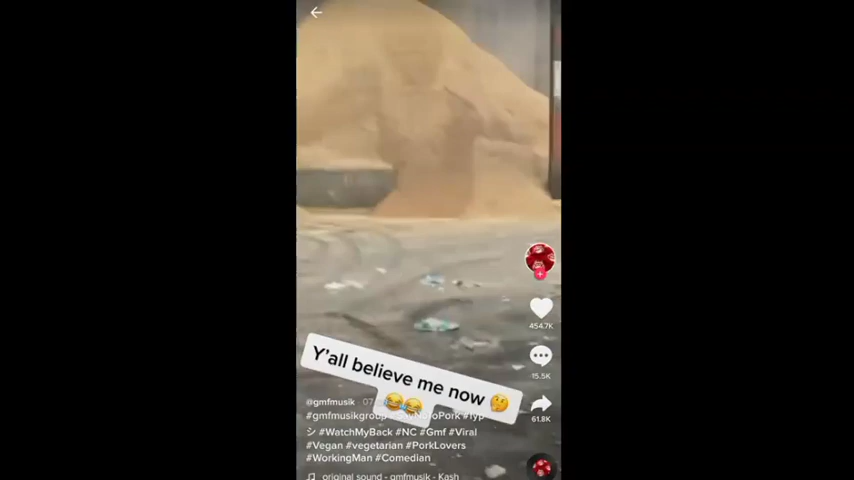 454.7K
15.5K
61.8K
Y'all believe me now 🤔
😂😂
@gmfmusik
#gmfmusikgroup ToPork #fyp
シ #WatchMyBack #NC #Gmf #Viral
#Vegan #vegetarian #PorkLovers
#WorkingMan #Comedian
original sound - gmfmusik - Kash